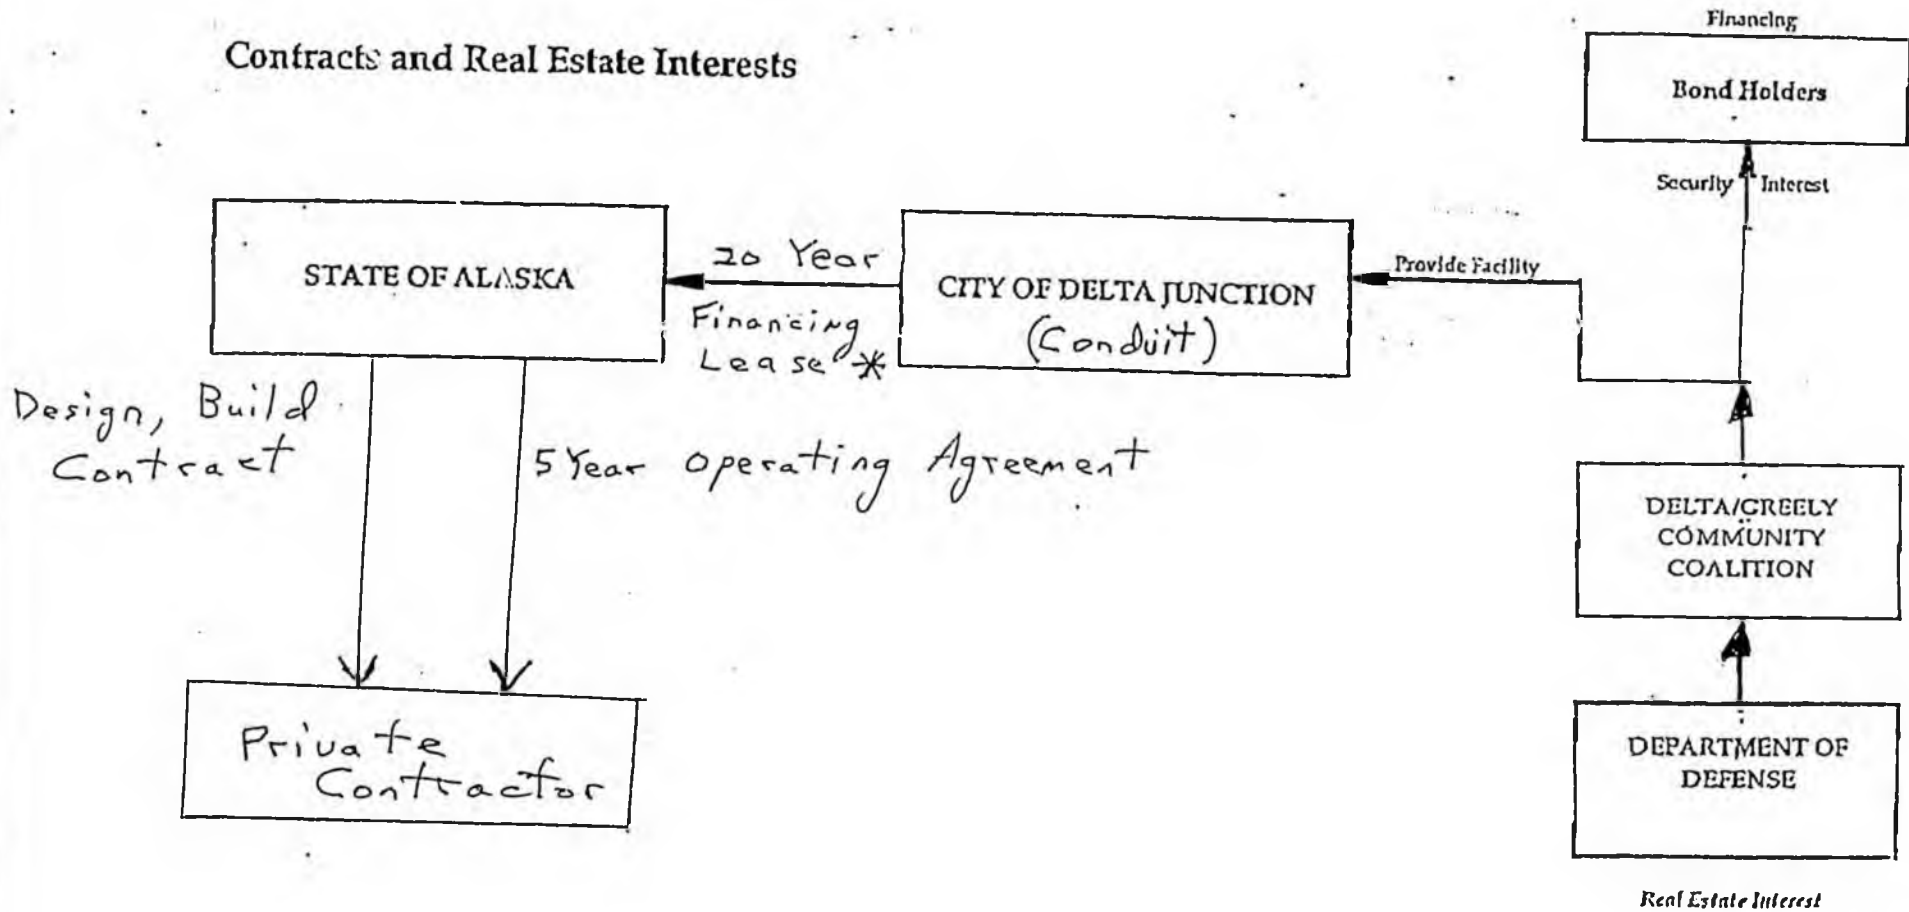 Contracts and Real Estate Interests
Financing
Bond Holders
Security Interest
STATE OF ALASKA
20 Year
Financing
Lease *
CITY OF DELTA JUNCTION
(Conduit)
Provide Facility
Design, Build
Contract
5 Year Operating Agreement
DELTA/GREELY
COMMUNITY
COALITION
Private
Contractor
DEPARTMENT OF
DEFENSE
Real Estate Interest